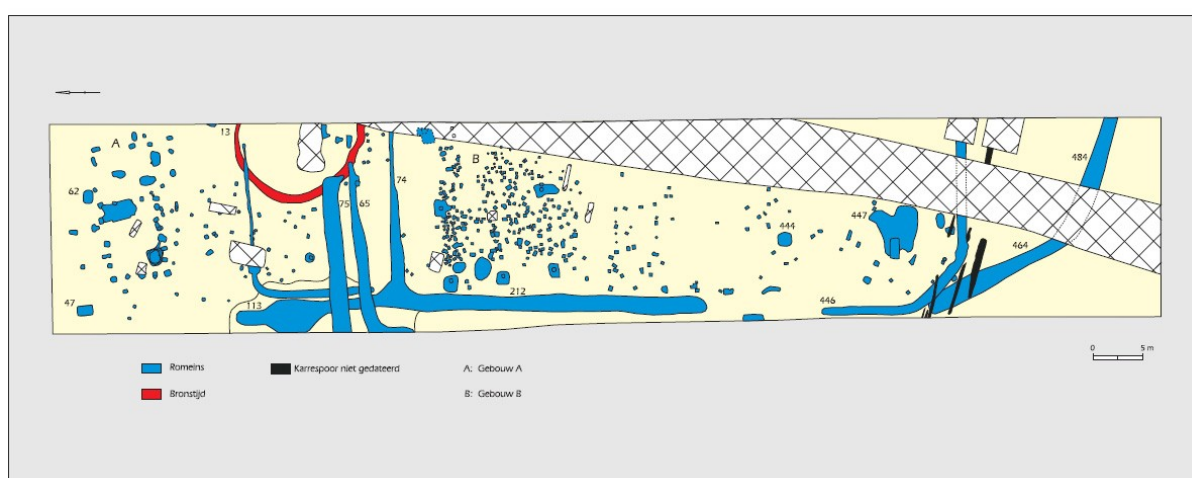 13
A
B
484
62
74
75
65
447
444
464
47
113
212
446
0 5 m
Romeins
Karrespoor niet gedateerd
A: Gebouw A
Bronstijd
B: Gebouw B